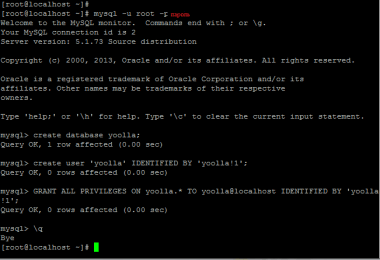 [root@localhost ~]#
[root@localhost ~]# mysql -u root -p
Welcome to the MySQL monitor.  Commands end with ; or \g.
Your MySQL connection id is 2
Server version: 5.1.73 Source distribution
Copyright (c) 2000, 2013, Oracle and/or its affiliates. All rights reserved.
Oracle is a registered trademark of Oracle Corporation and/or its
affiliates. Other names may be trademarks of their respective
owners.
Type 'help;' or '\h' for help. Type '\c' to clear the current input statement.
mysql> create database yoolla;
Query OK, 1 row affected (0.00 sec)
mysql> create user 'yoolla' IDENTIFIED BY 'yoolla!1';
Query OK, 0 rows affected (0.00 sec)
mysql> GRANT ALL PRIVILEGES ON yoolla.* TO yoolla@localhost IDENTIFIED BY 'yoolla
!1';
Query OK, 0 rows affected (0.00 sec)
mysql> \q
Bye
[root@localhost ~]#